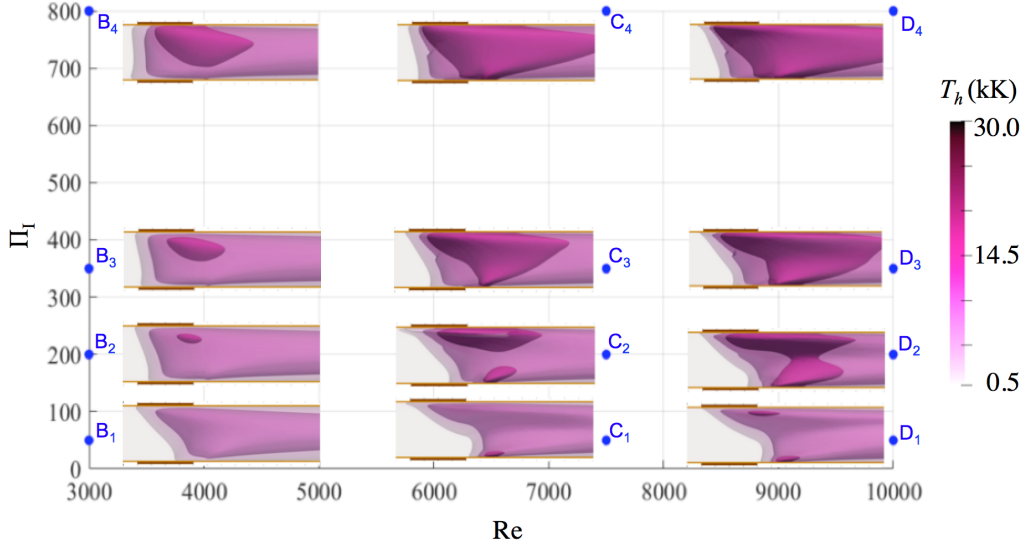 800
B₄
C₄
D₄
700
600
500
400
B₃
C₃
D₃
300
200
B₂
C₂
D₂
100
B₁
C₁
D₁
0
3000 4000 5000 6000 7000 8000 9000 10000
Re
Π_I
T_h (kK)
30.0
14.5
0.5